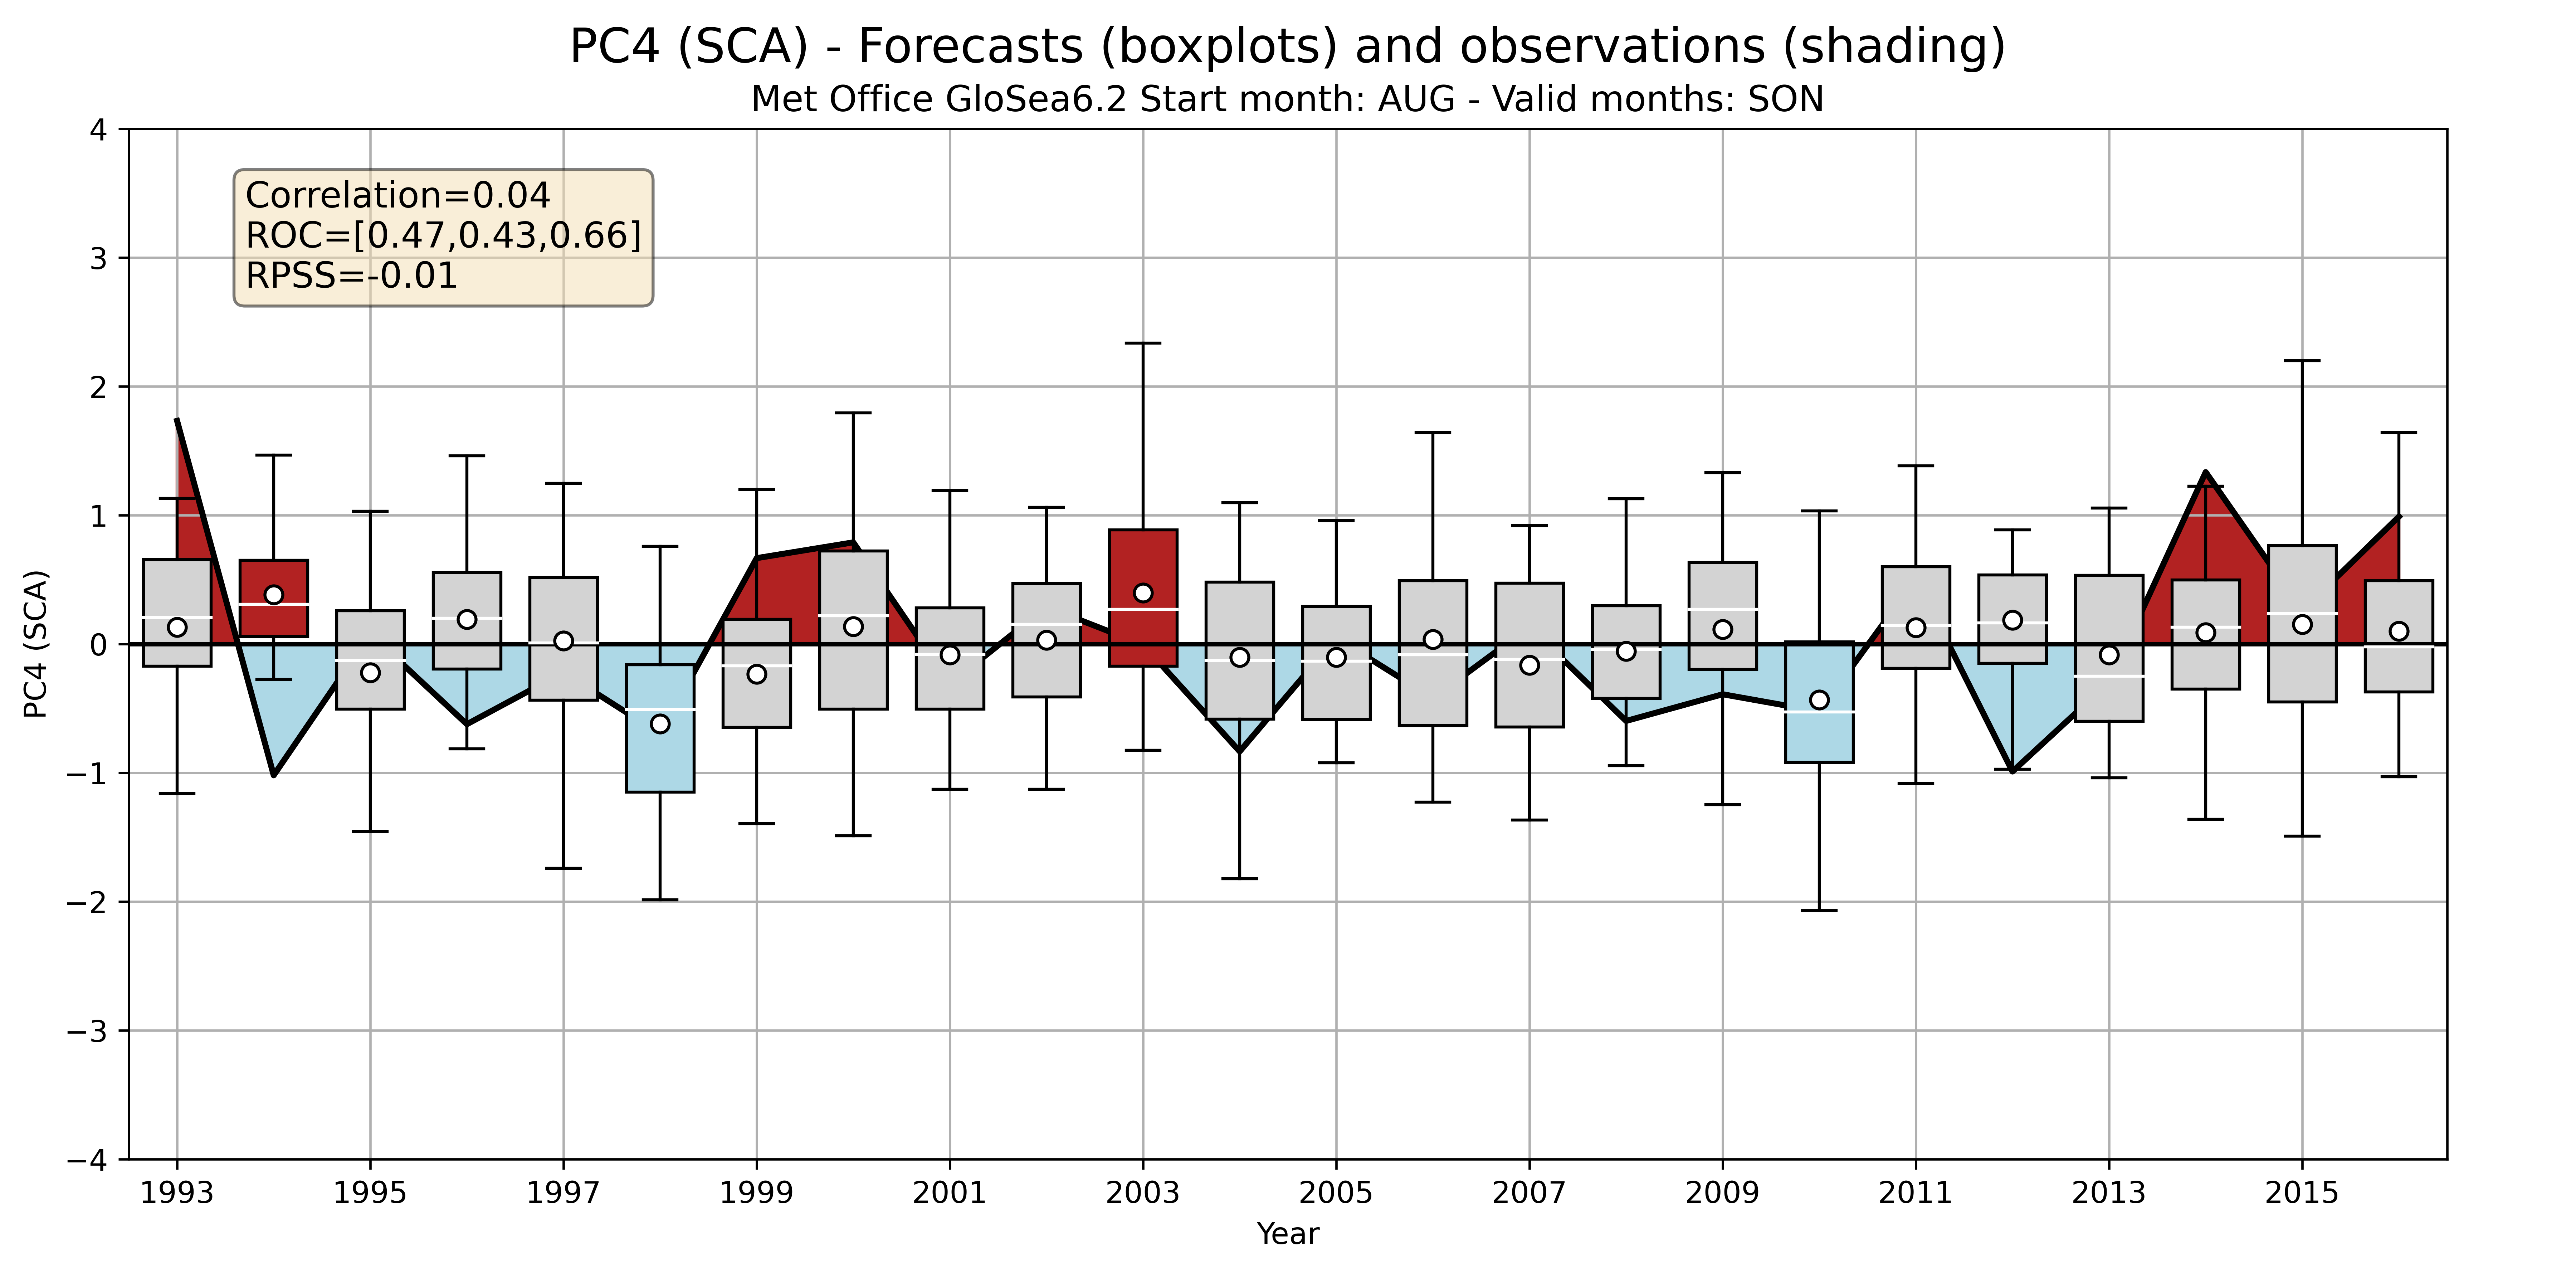 PC4 (SCA) - Forecasts (boxplots) and observations (shading)
Met Office GloSea6.2 Start month: AUG - Valid months: SON
Correlation=0.04
ROC=[0.47,0.43,0.66]
RPSS=-0.01
PC4 (SCA)
4
3
2
1
0
−1
−2
−3
−4
1993 1995 1997 1999 2001 2003 2005 2007 2009 2011 2013 2015
Year